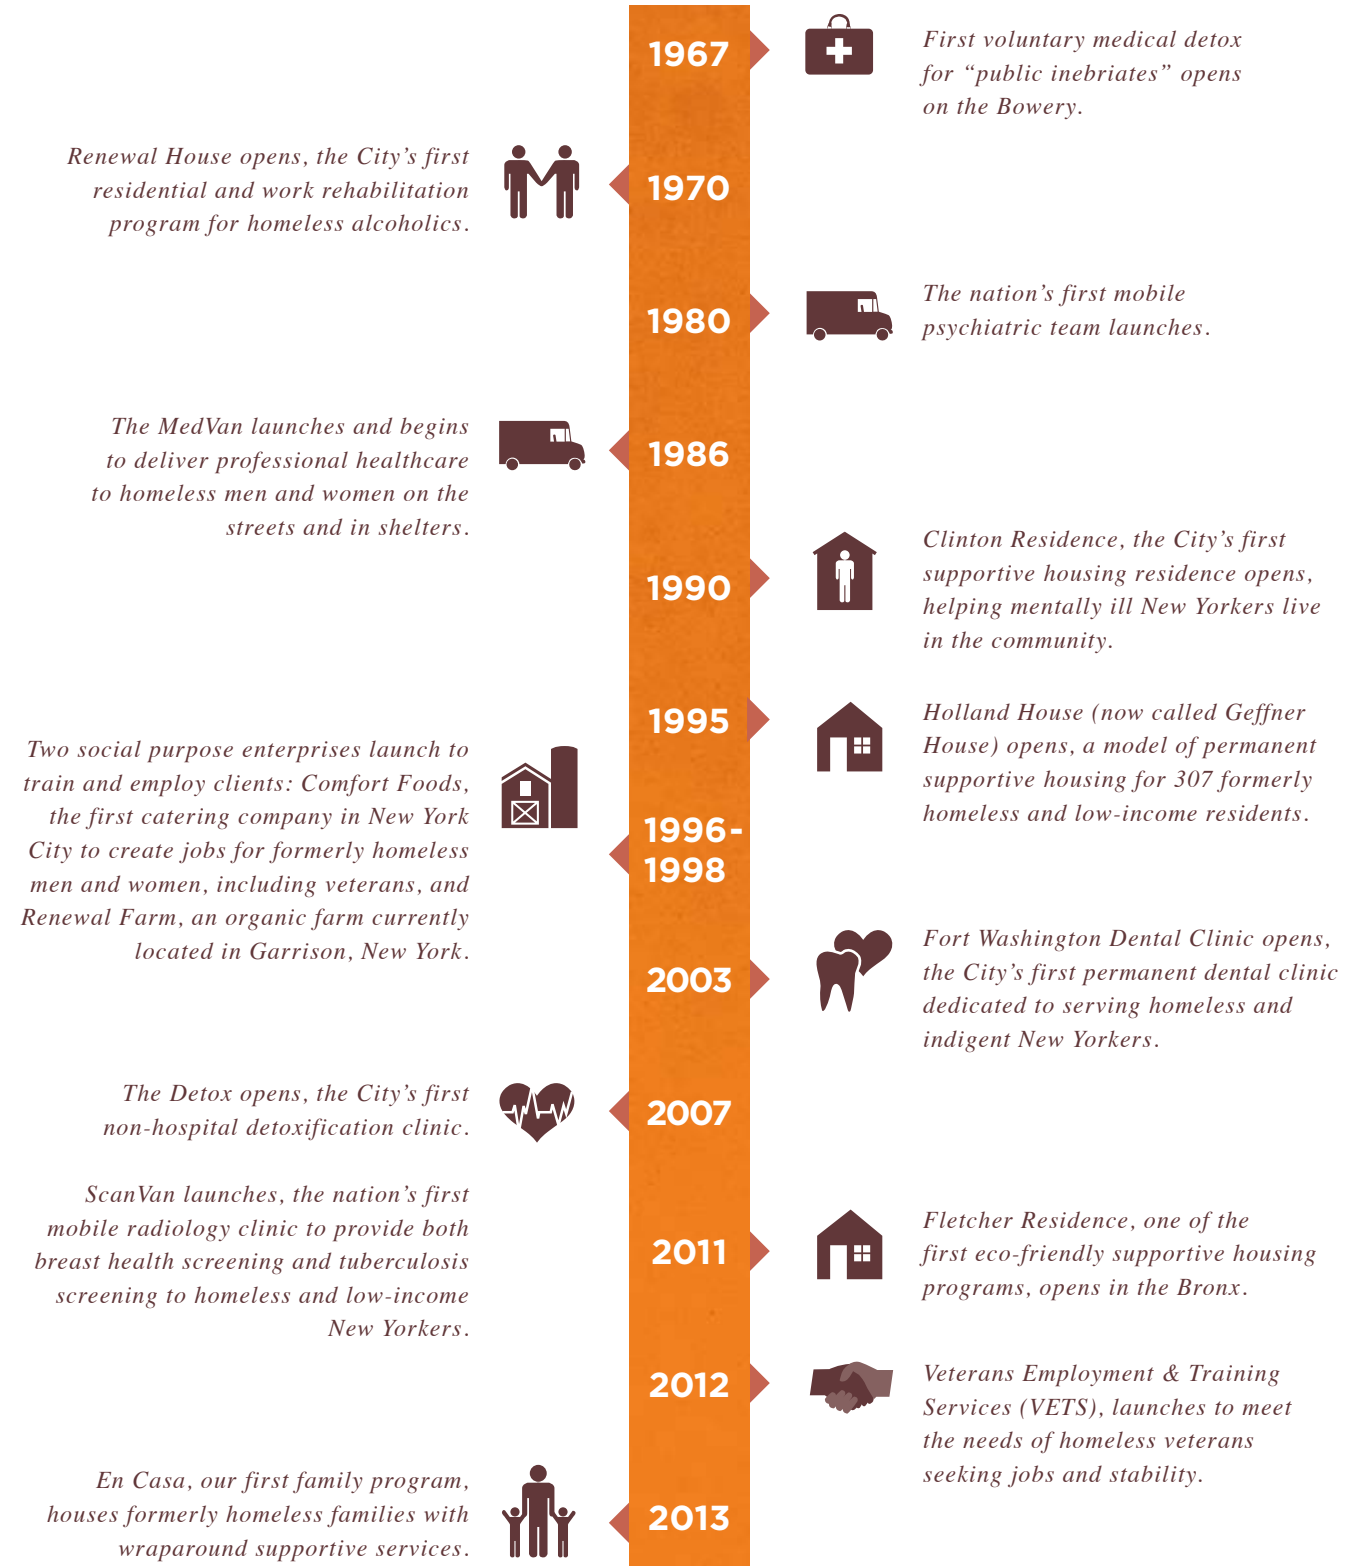 1967
First voluntary medical detox
for “public inebriates” opens
on the Bowery.
Renewal House opens, the City’s first
residential and work rehabilitation
program for homeless alcoholics.
1970
1980
The nation’s first mobile
psychiatric team launches.
The MedVan launches and begins
to deliver professional healthcare
to homeless men and women on the
streets and in shelters.
1986
1990
Clinton Residence, the City’s first
supportive housing residence opens,
helping mentally ill New Yorkers live
in the community.
1995
Holland House (now called Geffner
House) opens, a model of permanent
supportive housing for 307 formerly
homeless and low-income residents.
Two social purpose enterprises launch to
train and employ clients: Comfort Foods,
the first catering company in New York
City to create jobs for formerly homeless
men and women, including veterans, and
Renewal Farm, an organic farm currently
located in Garrison, New York.
1996-
1998
2003
Fort Washington Dental Clinic opens,
the City’s first permanent dental clinic
dedicated to serving homeless and
indigent New Yorkers.
The Detox opens, the City’s first
non-hospital detoxification clinic.
2007
ScanVan launches, the nation’s first
mobile radiology clinic to provide both
breast health screening and tuberculosis
screening to homeless and low-income
New Yorkers.
2011
Fletcher Residence, one of the
first eco-friendly supportive housing
programs, opens in the Bronx.
2012
Veterans Employment & Training
Services (VETS), launches to meet
the needs of homeless veterans
seeking jobs and stability.
En Casa, our first family program,
houses formerly homeless families with
wraparound supportive services.
2013